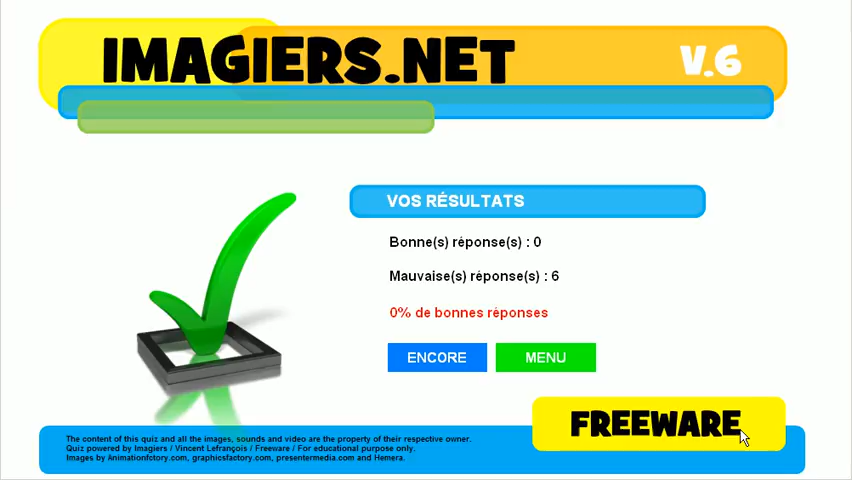 IMAGIERS.NET
V.6
VOS RÉSULTATS
Bonne(s) réponse(s) : 0
Mauvaise(s) réponse(s) : 6
0% de bonnes réponses
ENCORE
MENU
FREEWARE
The content of this quiz and all the images, sounds and video are the property of their respective owner.
Quiz powered by Imagiers / Vincent Lefrançois / Freeware / For educational purpose only.
Images by Animationfctory.com, graphicsfactory.com, presentermedia.com and Hemera.